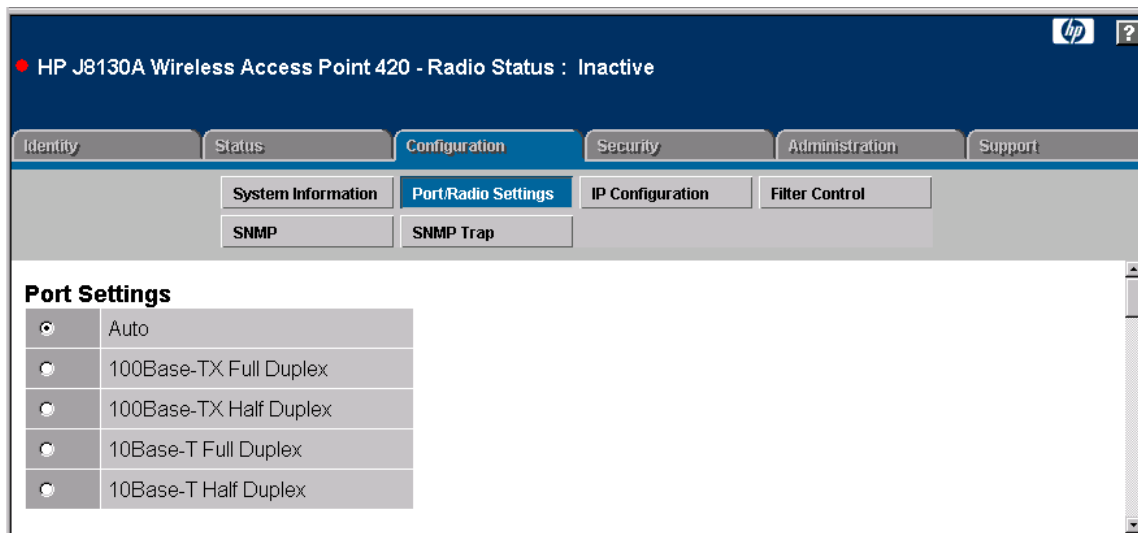 hp ?
HP J8130A Wireless Access Point 420 - Radio Status : Inactive
Identity Status Configuration Security Administration Support
System Information Port/Radio Settings IP Configuration Filter Control
SNMP SNMP Trap
Port Settings
Auto
100Base-TX Full Duplex
100Base-TX Half Duplex
10Base-T Full Duplex
10Base-T Half Duplex